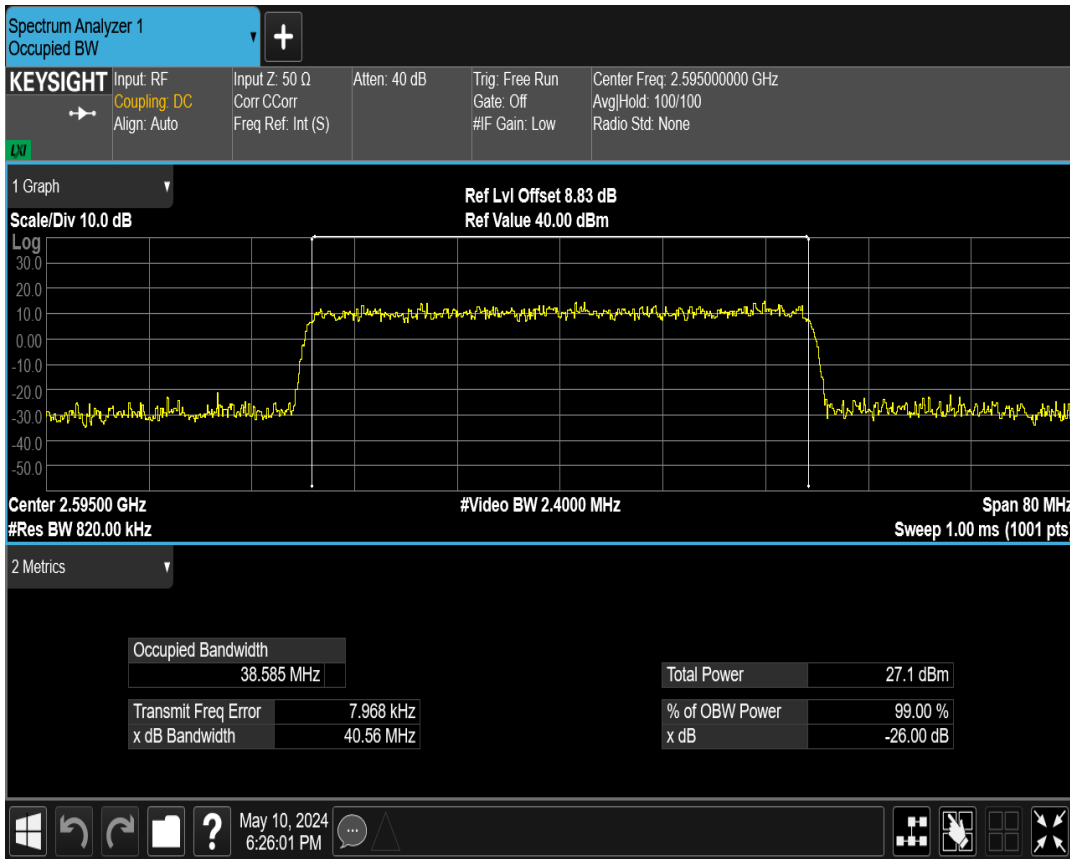 Spectrum Analyzer 1
Occupied BW
+
KEYSIGHT
LXI
Input: RF
Coupling: DC
Align: Auto
Input Z: 50 Ω
Corr CCorr
Freq Ref: Int (S)
Atten: 40 dB
Trig: Free Run
Gate: Off
#IF Gain: Low
Center Freq: 2.595000000 GHz
Avg|Hold: 100/100
Radio Std: None
1 Graph
Scale/Div 10.0 dB
Ref Lvl Offset 8.83 dB
Ref Value 40.00 dBm
Log
30.0
20.0
10.0
0.00
-10.0
-20.0
-30.0
-40.0
-50.0
Center 2.59500 GHz
#Video BW 2.4000 MHz
Span 80 MHz
#Res BW 820.00 kHz
Sweep 1.00 ms (1001 pts)
2 Metrics
Occupied Bandwidth
38.585 MHz
Total Power 27.1 dBm
Transmit Freq Error 7.968 kHz
% of OBW Power 99.00 %
x dB Bandwidth 40.56 MHz
x dB -26.00 dB
?
May 10, 2024
6:26:01 PM